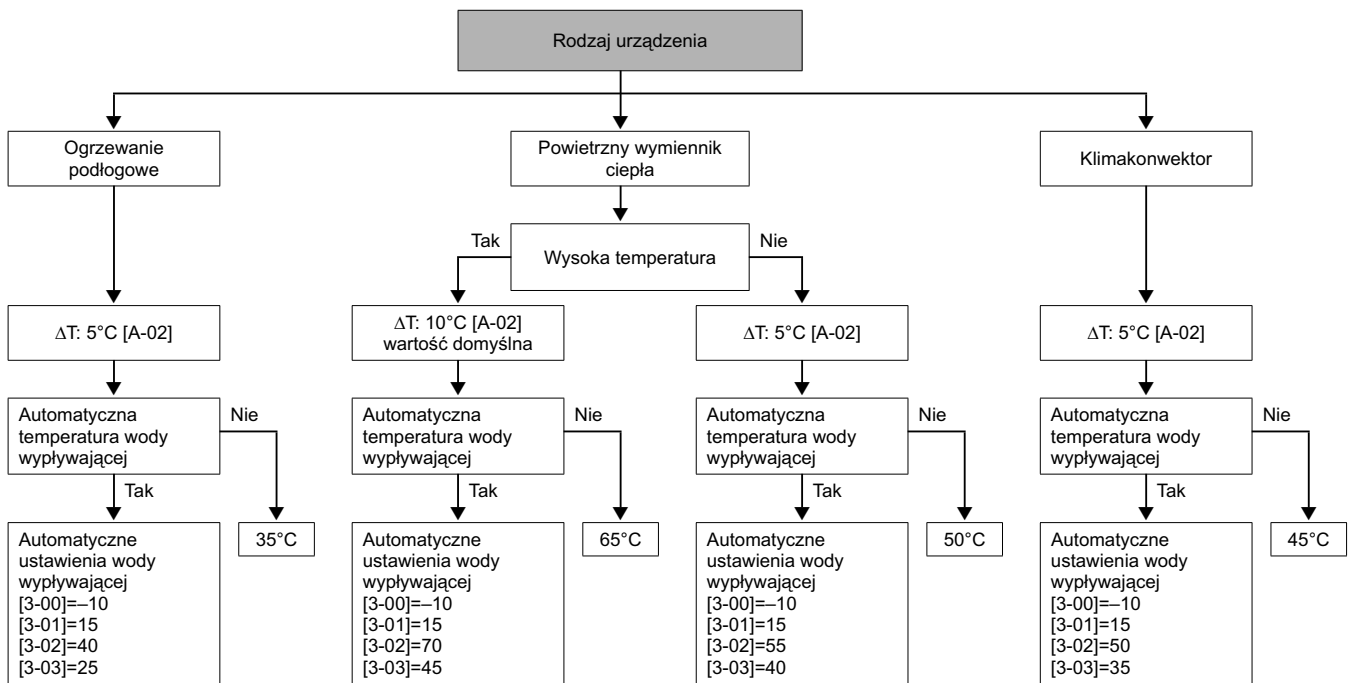 Rodzaj urządzenia
Ogrzewanie
podłogowe
Powietrzny wymiennik
ciepła
Klimakonwektor
Tak
Wysoka temperatura
Nie
∆T: 5°C [A-02]
∆T: 10°C [A-02]
wartość domyślna
∆T: 5°C [A-02]
∆T: 5°C [A-02]
Automatyczna
temperatura wody
wypływającej
Nie
Automatyczna
temperatura wody
wypływającej
Nie
Automatyczna
temperatura wody
wypływającej
Nie
Automatyczna
temperatura wody
wypływającej
Nie
Tak
Tak
Tak
Tak
Automatyczne
ustawienia wody
wypływającej
[3-00]=–10
[3-01]=15
[3-02]=40
[3-03]=25
35°C
Automatyczne
ustawienia wody
wypływającej
[3-00]=–10
[3-01]=15
[3-02]=70
[3-03]=45
65°C
Automatyczne
ustawienia wody
wypływającej
[3-00]=–10
[3-01]=15
[3-02]=55
[3-03]=40
50°C
Automatyczne
ustawienia wody
wypływającej
[3-00]=–10
[3-01]=15
[3-02]=50
[3-03]=35
45°C